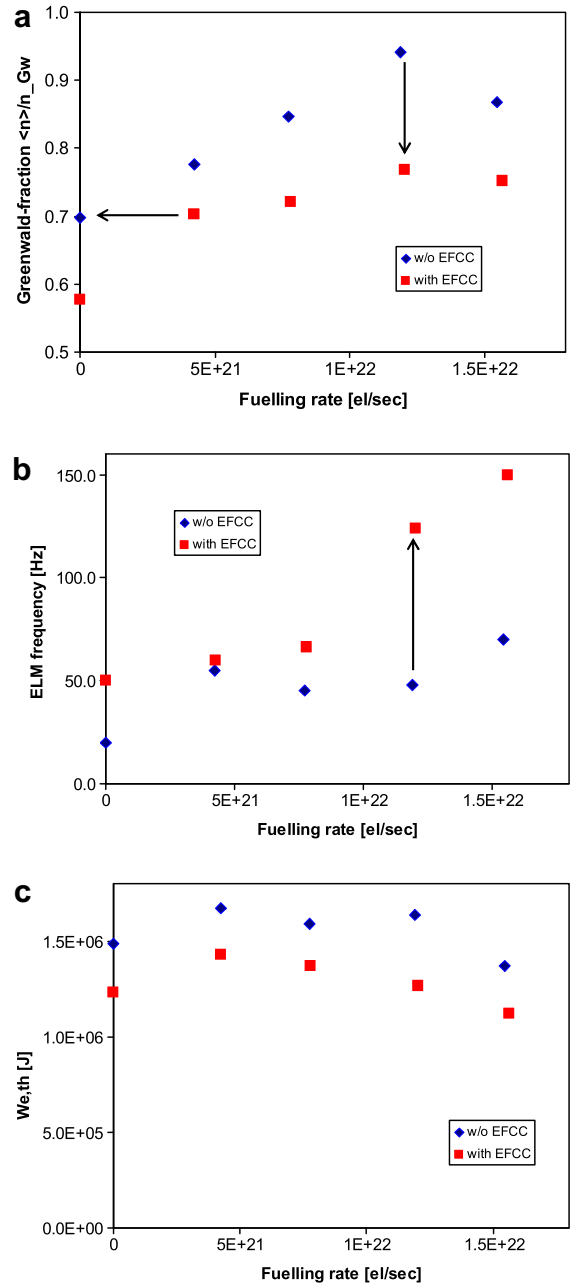 a
1.0
0.9
0.8
0.7
0.6
0.5
Greenwald-fraction <n>/n_Gw
w/o EFCC
with EFCC
0 5E+21 1E+22 1.5E+22
Fuelling rate [el/sec]
b
150.0
100.0
50.0
0.0
ELM frequency [Hz]
w/o EFCC
with EFCC
0 5E+21 1E+22 1.5E+22
Fuelling rate [el/sec]
c
1.5E+06
1.0E+06
5.0E+05
0.0E+00
We,th [J]
w/o EFCC
with EFCC
0 5E+21 1E+22 1.5E+22
Fuelling rate [el/sec]